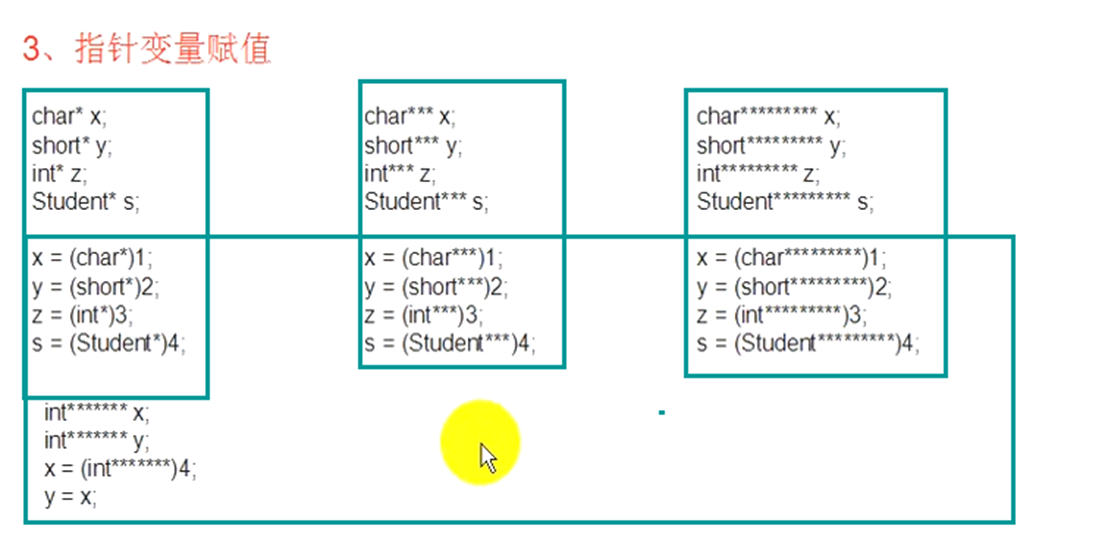 3、指针变量赋值
char* x;
short* y;
int* z;
Student* s;
x = (char*)1;
y = (short*)2;
z = (int*)3;
s = (Student*)4;
char*** x;
short*** y;
int*** z;
Student*** s;
x = (char***)1;
y = (short***)2;
z = (int***)3;
s = (Student***)4;
char********* x;
short********* y;
int********* z;
Student********* s;
x = (char*********)1;
y = (short*********)2;
z = (int*********)3;
s = (Student*********)4;
int******* x;
int******* y;
x = (int*******)4;
y = x;